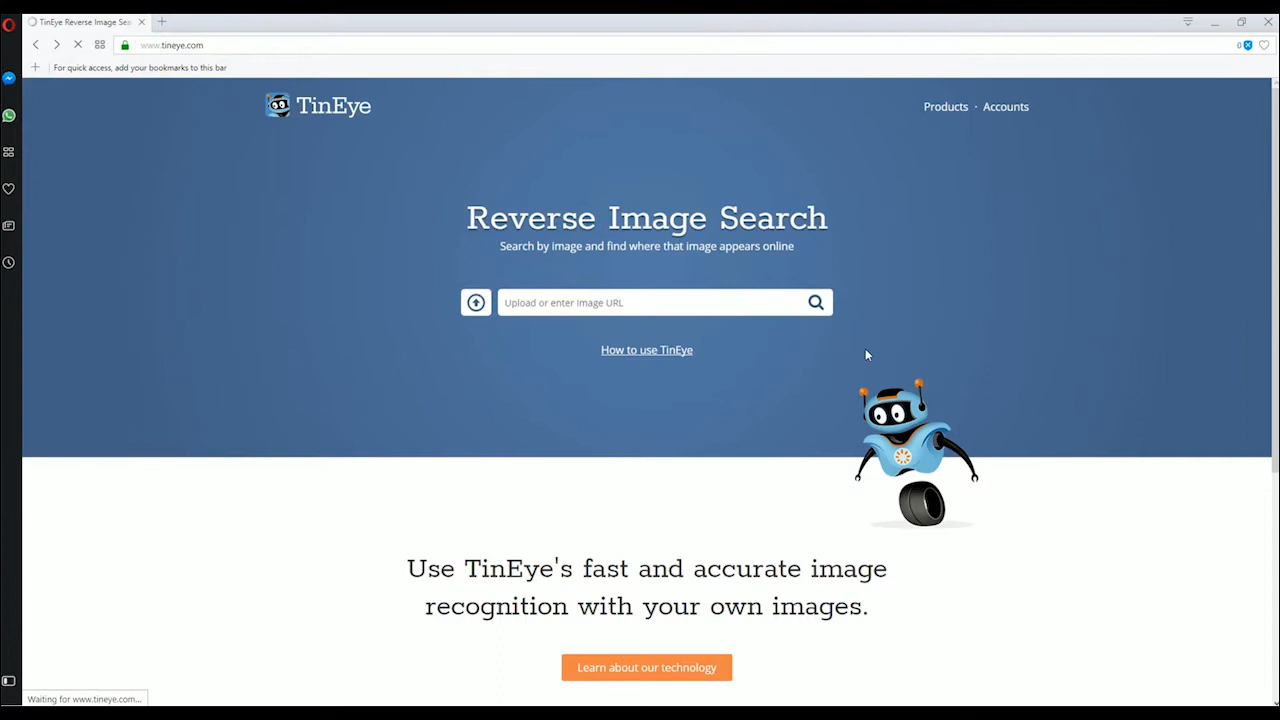 TinEye Reverse Image Sea
www.tineye.com
0
For quick access, add your bookmarks to this bar
TinEye
Products · Accounts
Reverse Image Search
Search by image and find where that image appears online
Upload or enter Image URL
How to use TinEye
Use TinEye's fast and accurate image
recognition with your own images.
Learn about our technology
Waiting for www.tineye.com...